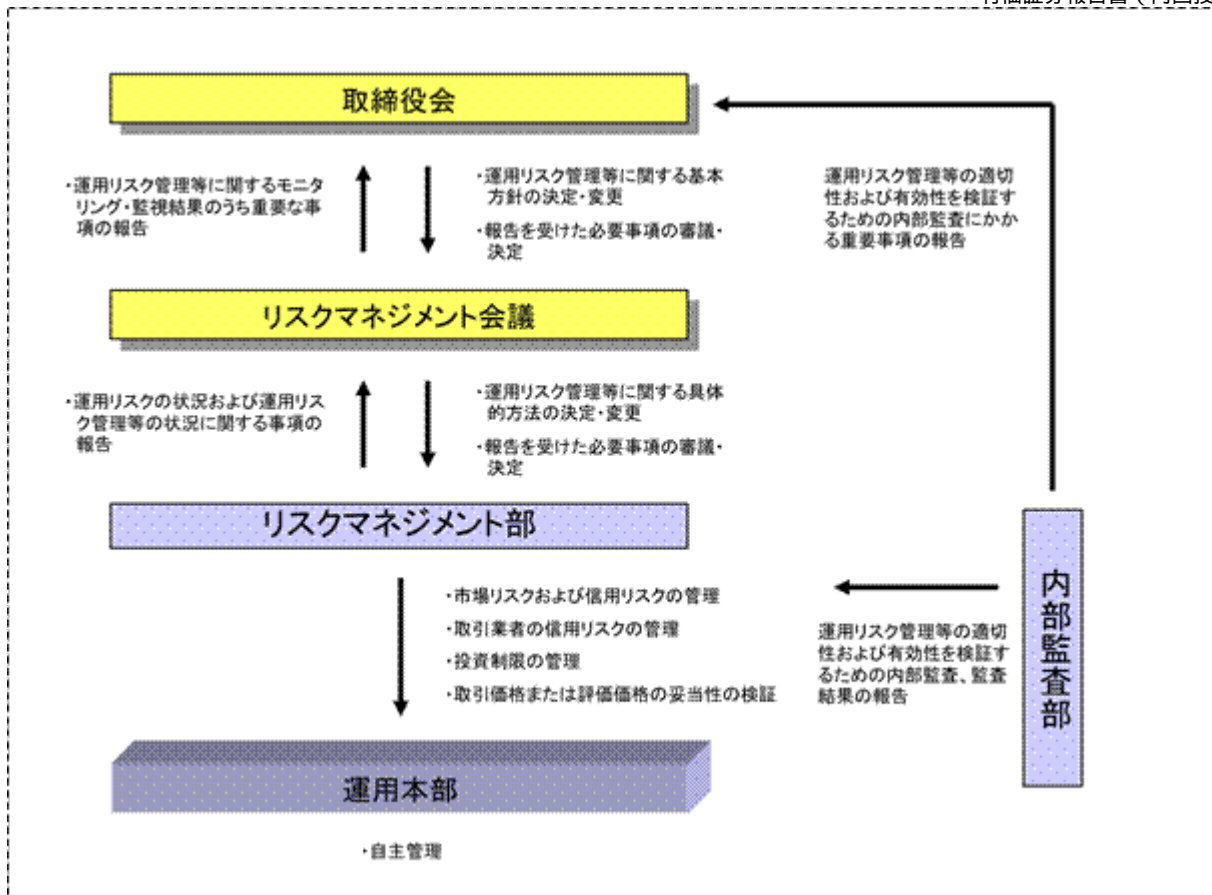 取締役会
・運用リスク管理等に関するモニタ
リング・監視結果のうち重要な事
項の報告
・運用リスク管理等に関する基本
方針の決定・変更
・報告を受けた必要事項の審議・
決定
運用リスク管理等の適切
性および有効性を検証す
るための内部監査にかか
る重要事項の報告
リスクマネジメント会議
・運用リスクの状況および運用リス
ク管理等の状況に関する事項の
報告
・運用リスク管理等に関する具体
的方法の決定・変更
・報告を受けた必要事項の審議・
決定
リスクマネジメント部
・市場リスクおよび信用リスクの管理
・取引業者の信用リスクの管理
・投資制限の管理
・取引価格または評価価格の妥当性の検証
運用リスク管理等の適切
性および有効性を検証す
るための内部監査、監査
結果の報告
内部監査部
運用本部
・自主管理